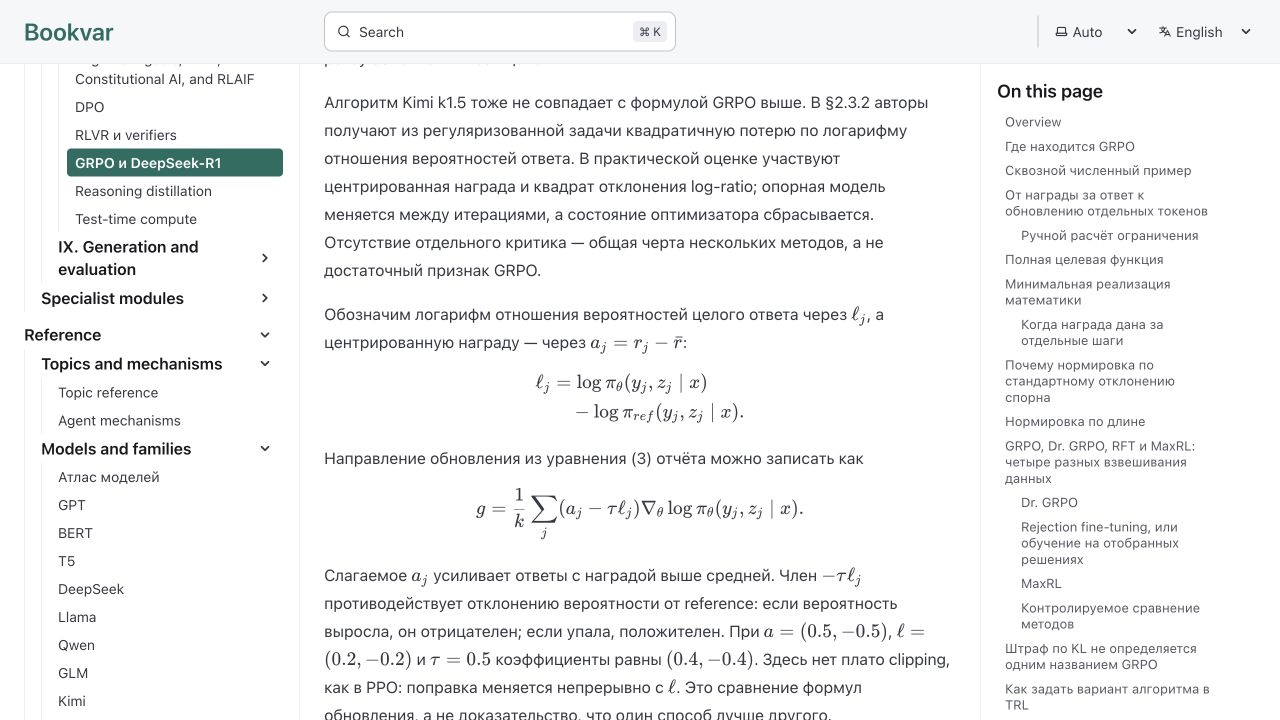 Bookvar
Search
⌘ K
Auto
English
Constitutional AI, and RLAIF
DPO
RLVR и verifiers
GRPO и DeepSeek-R1
Reasoning distillation
Test-time compute
IX. Generation and
evaluation
Specialist modules
Reference
Topics and mechanisms
Topic reference
Agent mechanisms
Models and families
Атлас моделей
GPT
BERT
T5
DeepSeek
Llama
Qwen
GLM
Kimi
Алгоритм Kimi k1.5 тоже не совпадает с формулой GRPO выше. В §2.3.2 авторы
получают из регуляризованной задачи квадратичную потерю по логарифму
отношения вероятностей ответа. В практической оценке участвуют
центрированная награда и квадрат отклонения log-ratio; опорная модель
меняется между итерациями, а состояние оптимизатора сбрасывается.
Отсутствие отдельного критика — общая черта нескольких методов, а не
достаточный признак GRPO.
Обозначим логарифм отношения вероятностей целого ответа через ℓ_j, а
центрированную награду — через a_j = r_j − r̄:
ℓ_j = log π_θ(y_j, z_j | x)
− log π_ref(y_j, z_j | x).
Направление обновления из уравнения (3) отчёта можно записать как
g = 1/k ∑_j (a_j − τℓ_j)∇_θ log π_θ(y_j, z_j | x).
Слагаемое a_j усиливает ответы с наградой выше средней. Член −τℓ_j
противодействует отклонению вероятности от reference: если вероятность
выросла, он отрицателен; если упала, положителен. При a = (0.5, −0.5), ℓ =
(0.2, −0.2) и τ = 0.5 коэффициенты равны (0.4, −0.4). Здесь нет плато clipping,
как в PPO: поправка меняется непрерывно с ℓ. Это сравнение формул
обновления, а не доказательство, что один способ лучше другого.
On this page
Overview
Где находится GRPO
Сквозной численный пример
От награды за ответ к
обновлению отдельных токенов
Ручной расчёт ограничения
Полная целевая функция
Минимальная реализация
математики
Когда награда дана за
отдельные шаги
Почему нормировка по
стандартному отклонению
спорна
Нормировка по длине
GRPO, Dr. GRPO, RFT и MaxRL:
четыре разных взвешивания
данных
Dr. GRPO
Rejection fine-tuning, или
обучение на отобранных
решениях
MaxRL
Контролируемое сравнение
методов
Штраф по KL не определяется
одним названием GRPO
Как задать вариант алгоритма в
TRL